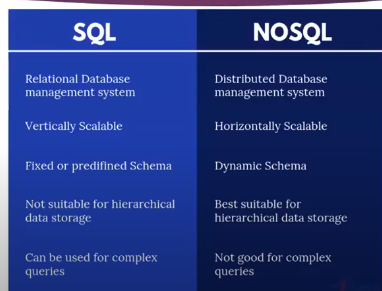 SQL
NOSQL
Relational Database
management system
Distributed Database
management system
Vertically Scalable
Horizontally Scalable
Fixed or predifined Schema
Dynamic Schema
Not suitable for hierarchical
data storage
Best suitable for
hierarchical data storage
Can be used for complex
queries
Not good for complex
queries